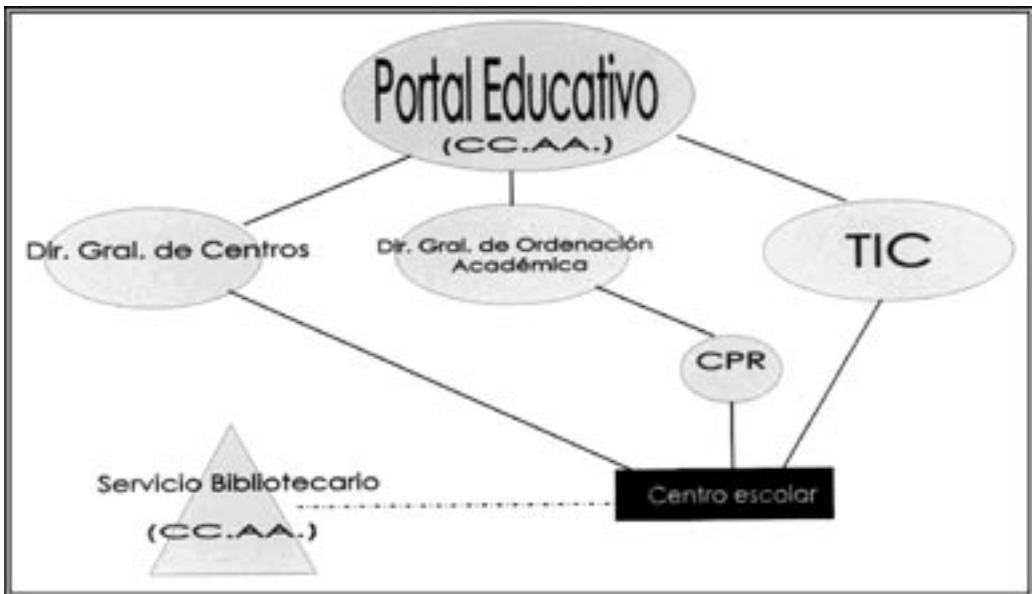 Portal Educativo
(CC.AA.)
Dir. Gral. de Centros
Dir. Gral. de Ordenación
Académica
TIC
CPR
Servicio Bibliotecario
(CC.AA.)
Centro escolar